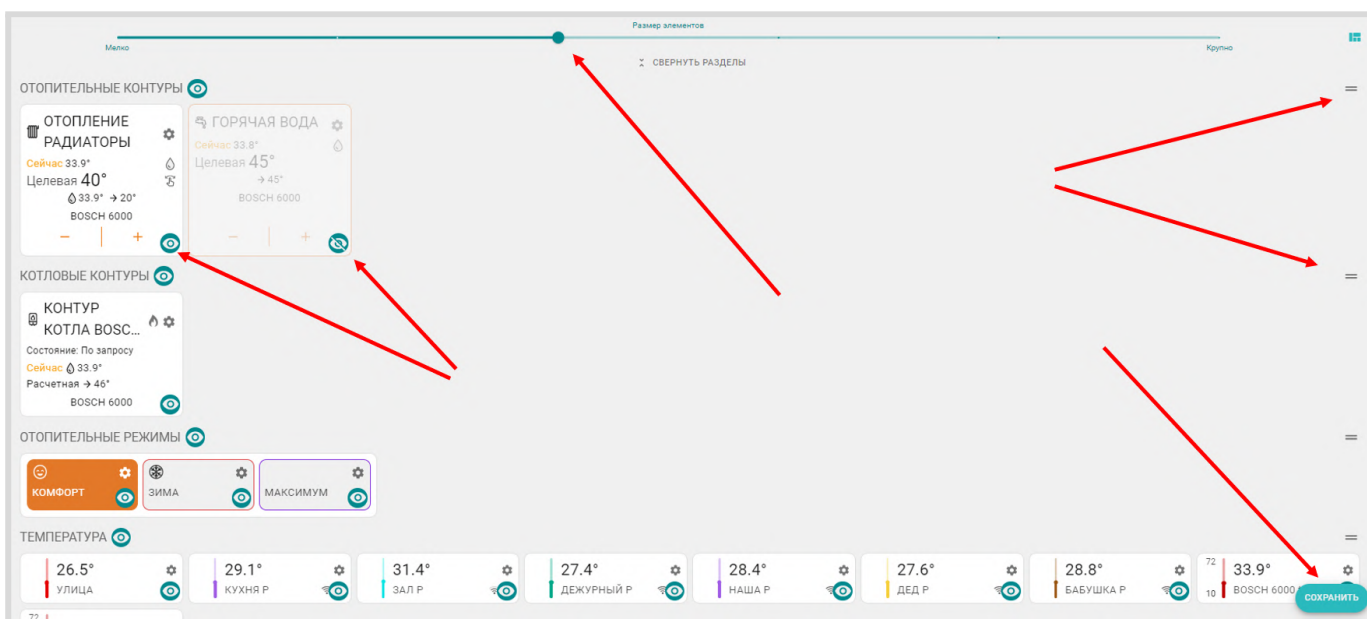 Размер элементов
Мелко
Крупно
СВЕРНУТЬ РАЗДЕЛЫ
ОТОПИТЕЛЬНЫЕ КОНТУРЫ
ОТОПЛЕНИЕ
РАДИАТОРЫ
Сейчас 33.9°
Целевая 40°
33.9° → 20°
BOSCH 6000
− | +
ГОРЯЧАЯ ВОДА
Сейчас 33.8°
Целевая 45°
→ 45°
BOSCH 6000
− | +
КОТЛОВЫЕ КОНТУРЫ
КОНТУР
КОТЛА BOSC...
Состояние: По запросу
Сейчас 33.9°
Расчетная → 46°
BOSCH 6000
ОТОПИТЕЛЬНЫЕ РЕЖИМЫ
КОМФОРТ
ЗИМА
МАКСИМУМ
ТЕМПЕРАТУРА
26.5°
УЛИЦА
29.1°
КУХНЯ Р
31.4°
ЗАЛ Р
27.4°
ДЕЖУРНЫЙ Р
28.4°
НАША Р
27.6°
ДЕД Р
28.8°
БАБУШКА Р
72
33.9°
10
BOSCH 6000
СОХРАНИТЬ
72